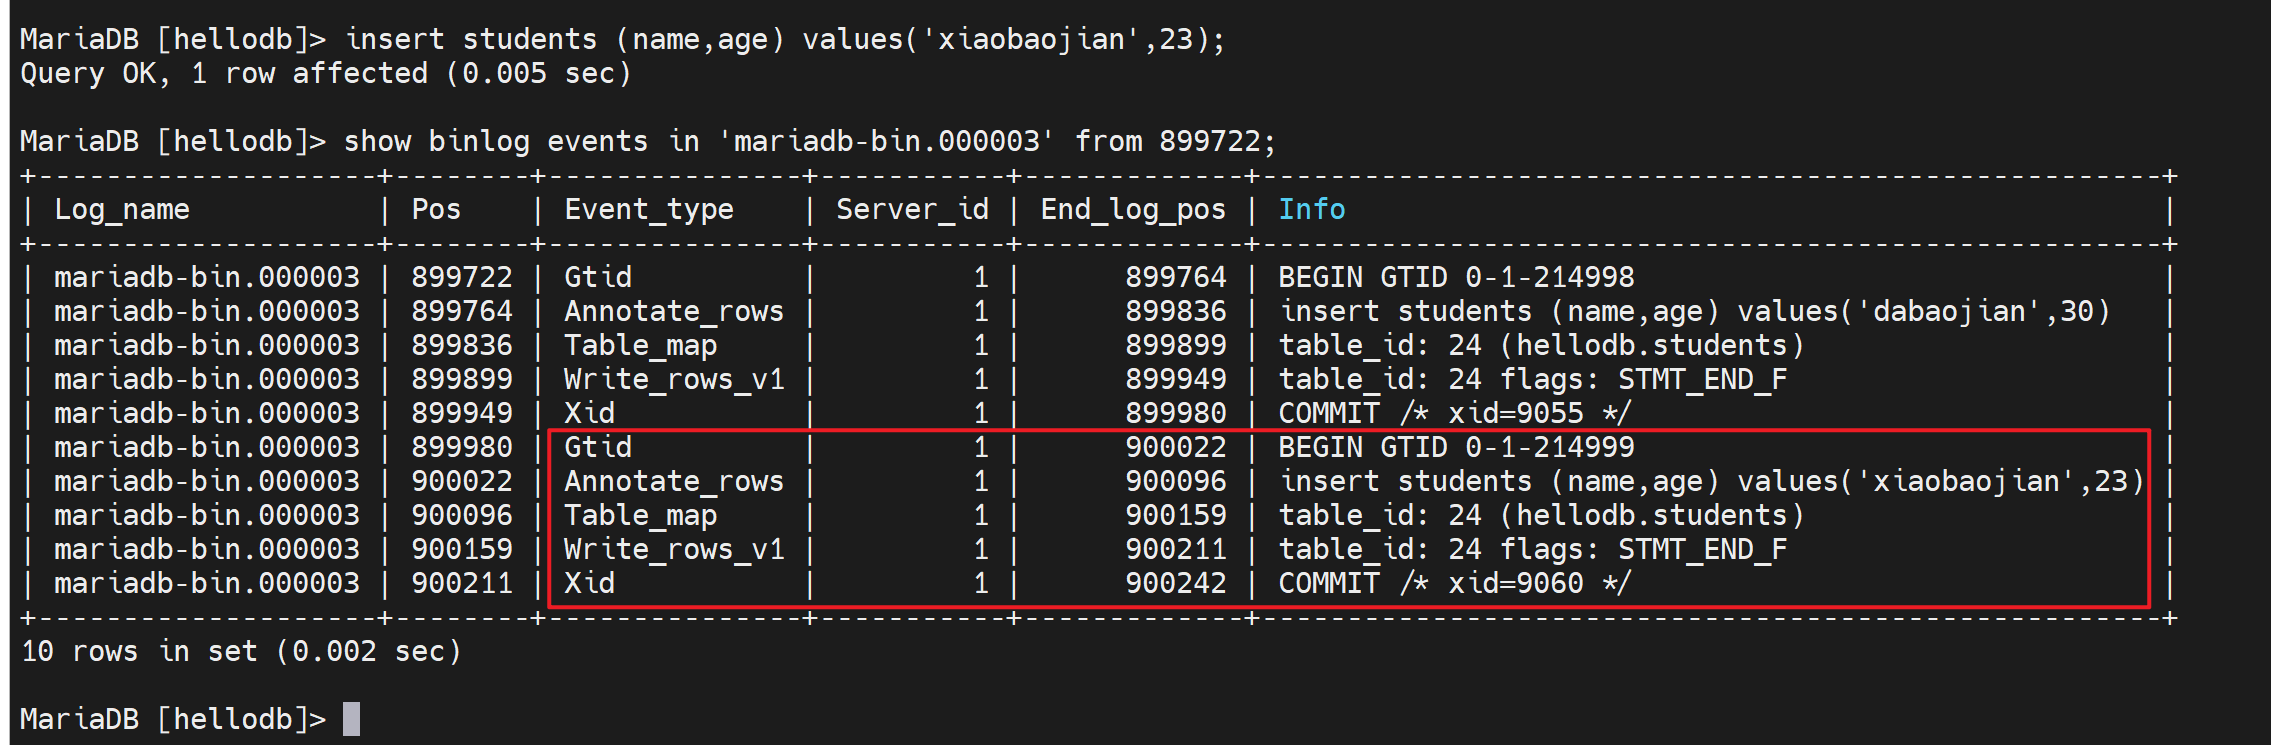 MariaDB [hellodb]> insert students (name,age) values('xiaobaojian',23);
Query OK, 1 row affected (0.005 sec)
MariaDB [hellodb]> show binlog events in 'mariadb-bin.000003' from 899722;
+--------------------+--------+---------------+-----------+-------------+-----------------------------------------------------+
| Log_name           | Pos    | Event_type    | Server_id | End_log_pos | Info                                                |
+--------------------+--------+---------------+-----------+-------------+-----------------------------------------------------+
| mariadb-bin.000003 | 899722 | Gtid          |         1 |      899764 | BEGIN GTID 0-1-214998                               |
| mariadb-bin.000003 | 899764 | Annotate_rows |         1 |      899836 | insert students (name,age) values('dabaojian',30)   |
| mariadb-bin.000003 | 899836 | Table_map     |         1 |      899899 | table_id: 24 (hellodb.students)                     |
| mariadb-bin.000003 | 899899 | Write_rows_v1 |         1 |      899949 | table_id: 24 flags: STMT_END_F                      |
| mariadb-bin.000003 | 899949 | Xid           |         1 |      899980 | COMMIT /* xid=9055 */                               |
| mariadb-bin.000003 | 899980 | Gtid          |         1 |      900022 | BEGIN GTID 0-1-214999                               |
| mariadb-bin.000003 | 900022 | Annotate_rows |         1 |      900096 | insert students (name,age) values('xiaobaojian',23) |
| mariadb-bin.000003 | 900096 | Table_map     |         1 |      900159 | table_id: 24 (hellodb.students)                     |
| mariadb-bin.000003 | 900159 | Write_rows_v1 |         1 |      900211 | table_id: 24 flags: STMT_END_F                      |
| mariadb-bin.000003 | 900211 | Xid           |         1 |      900242 | COMMIT /* xid=9060 */                               |
+--------------------+--------+---------------+-----------+-------------+-----------------------------------------------------+
10 rows in set (0.002 sec)
MariaDB [hellodb]>